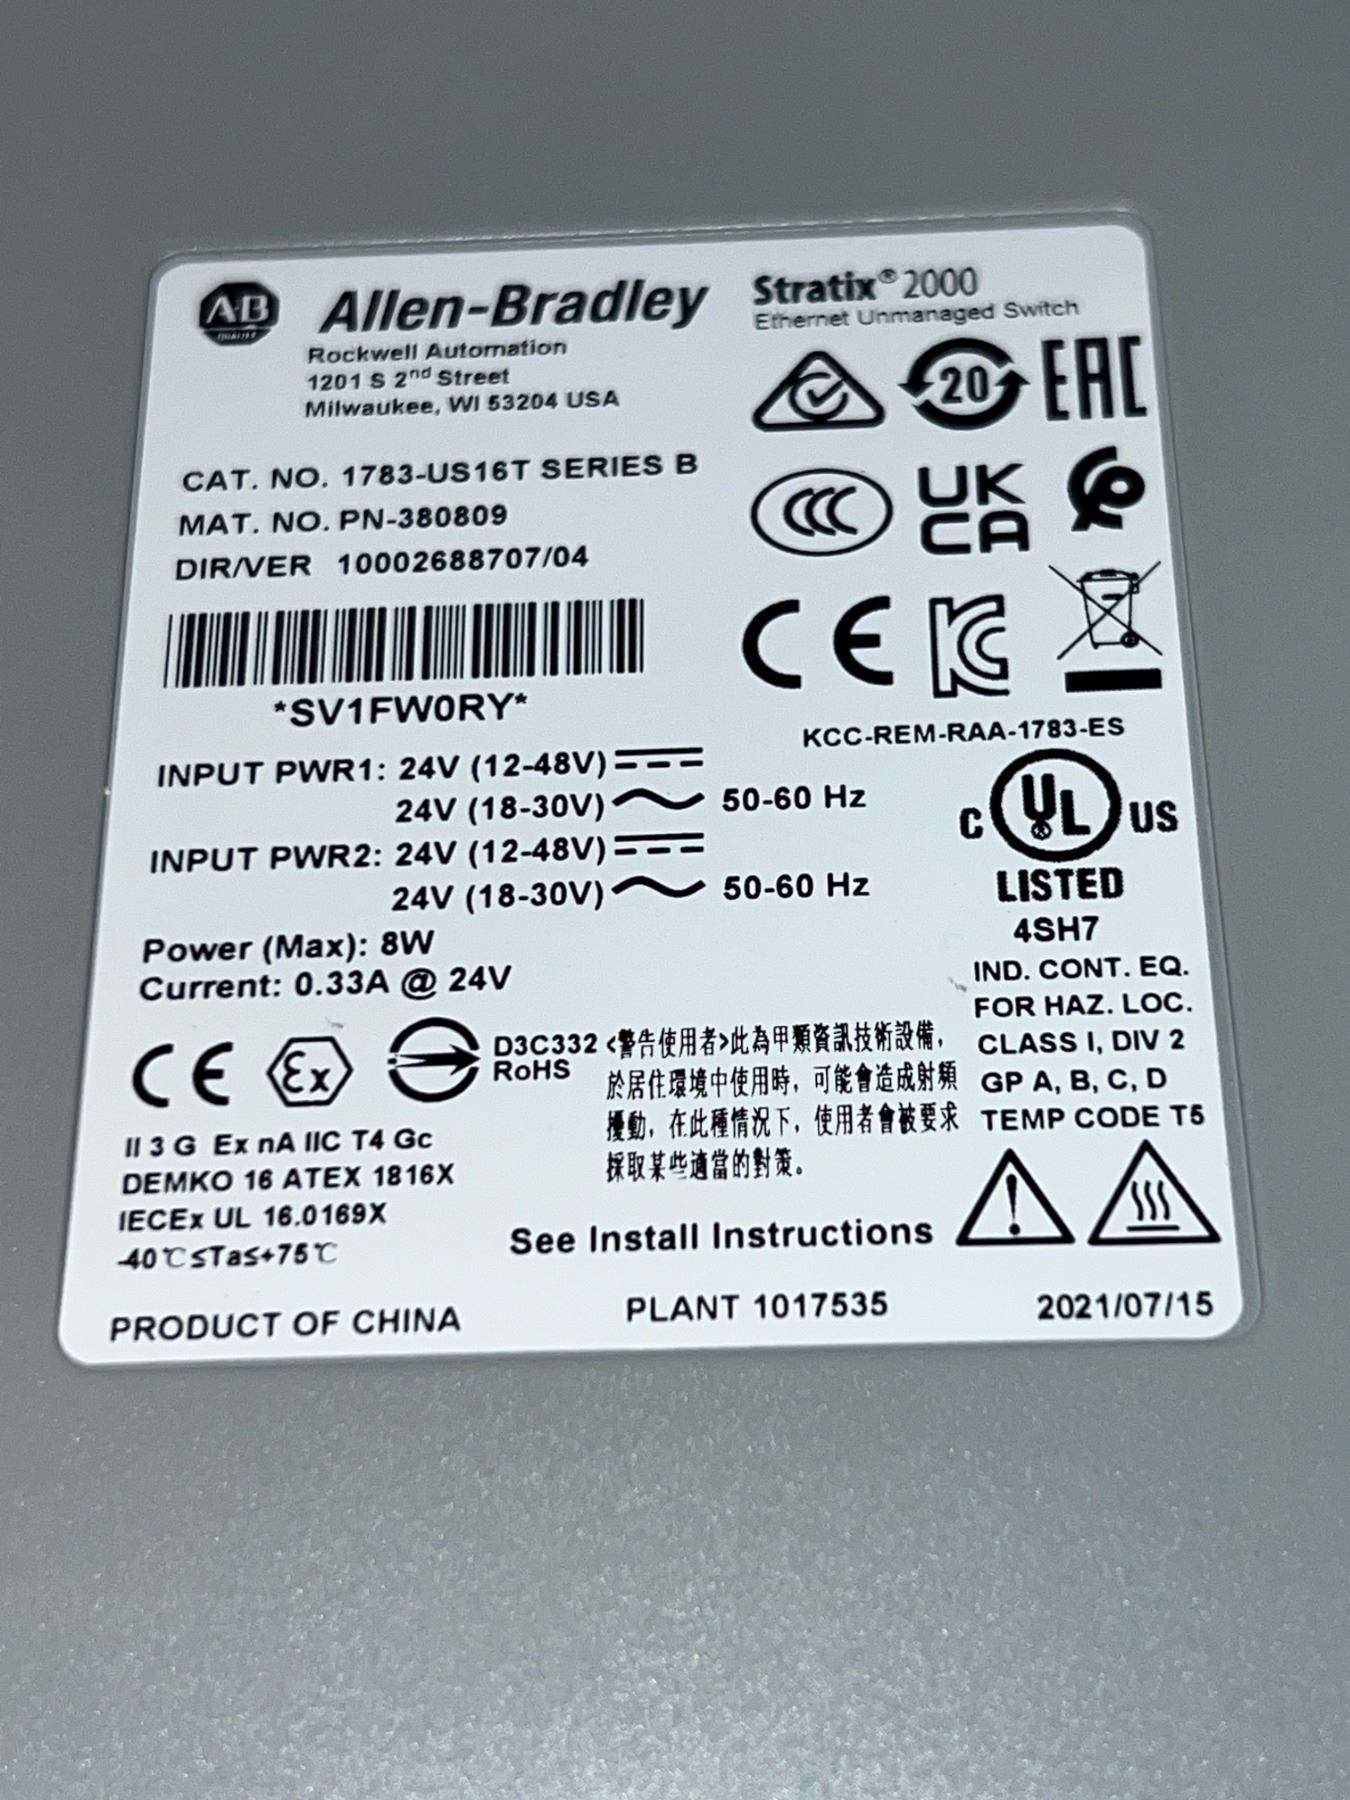 AB
QUALITY
Allen-Bradley
Stratix® 2000
Ethernet Unmanaged Switch
Rockwell Automation
1201 S 2nd Street
Milwaukee, WI 53204 USA
20
EAC
CAT. NO. 1783-US16T SERIES B
MAT. NO. PN-380809
DIR/VER 10002688707/04
CCC
UK
CA
*SV1FW0RY*
CE
KC
KCC-REM-RAA-1783-ES
INPUT PWR1: 24V (12-48V)
24V (18-30V) 50-60 Hz
INPUT PWR2: 24V (12-48V)
24V (18-30V) 50-60 Hz
C UL® US
LISTED
4SH7
IND. CONT. EQ.
FOR HAZ. LOC.
CLASS I, DIV 2
GP A, B, C, D
TEMP CODE T5
Power (Max): 8W
Current: 0.33A @ 24V
CE Ex
D3C332
RoHS
<警告使用者>此為甲類資訊技術設備，
於居住環境中使用時，可能會造成射頻
擾動，在此種情況下，使用者會被要求
採取某些適當的對策。
II 3 G Ex nA IIC T4 Gc
DEMKO 16 ATEX 1816X
IECEx UL 16.0169X
-40℃≤Ta≤+75℃
See Install Instructions
PRODUCT OF CHINA
PLANT 1017535
2021/07/15